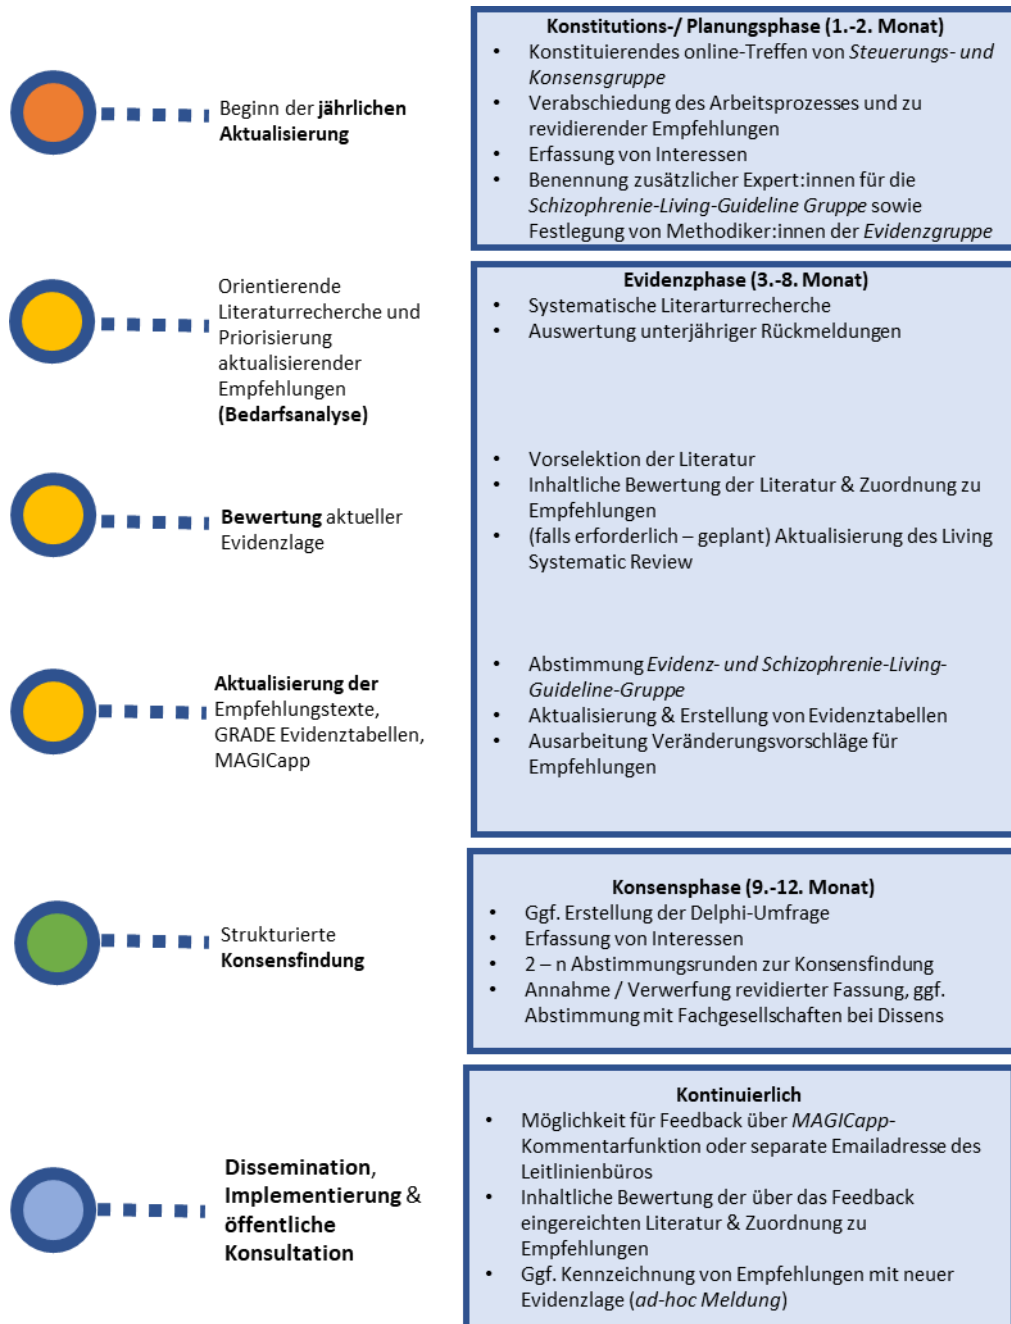 Beginn der jährlichen
Aktualisierung
Konstitutions-/ Planungsphase (1.-2. Monat)
• Konstituierendes online-Treffen von Steuerungs- und
Konsensgruppe
• Verabschiedung des Arbeitsprozesses und zu
revidierender Empfehlungen
• Erfassung von Interessen
• Benennung zusätzlicher Expert:innen für die
Schizophrenie-Living-Guideline Gruppe sowie
Festlegung von Methodiker:innen der Evidenzgruppe
Orientierende
Literaturrecherche und
Priorisierung
aktualisierender
Empfehlungen
(Bedarfsanalyse)
Evidenzphase (3.-8. Monat)
• Systematische Literarturrecherche
• Auswertung unterjähriger Rückmeldungen
Bewertung aktueller
Evidenzlage
• Vorselektion der Literatur
• Inhaltliche Bewertung der Literatur & Zuordnung zu
Empfehlungen
• (falls erforderlich – geplant) Aktualisierung des Living
Systematic Review
Aktualisierung der
Empfehlungstexte,
GRADE Evidenztabellen,
MAGICapp
• Abstimmung Evidenz- und Schizophrenie-Living-
Guideline-Gruppe
• Aktualisierung & Erstellung von Evidenztabellen
• Ausarbeitung Veränderungsvorschläge für
Empfehlungen
Strukturierte
Konsensfindung
Konsensphase (9.-12. Monat)
• Ggf. Erstellung der Delphi-Umfrage
• Erfassung von Interessen
• 2 – n Abstimmungsrunden zur Konsensfindung
• Annahme / Verwerfung revidierter Fassung, ggf.
Abstimmung mit Fachgesellschaften bei Dissens
Dissemination,
Implementierung &
öffentliche
Konsultation
Kontinuierlich
• Möglichkeit für Feedback über MAGICapp-
Kommentarfunktion oder separate Emailadresse des
Leitlinienbüros
• Inhaltliche Bewertung der über das Feedback
eingereichten Literatur & Zuordnung zu
Empfehlungen
• Ggf. Kennzeichnung von Empfehlungen mit neuer
Evidenzlage (ad-hoc Meldung)